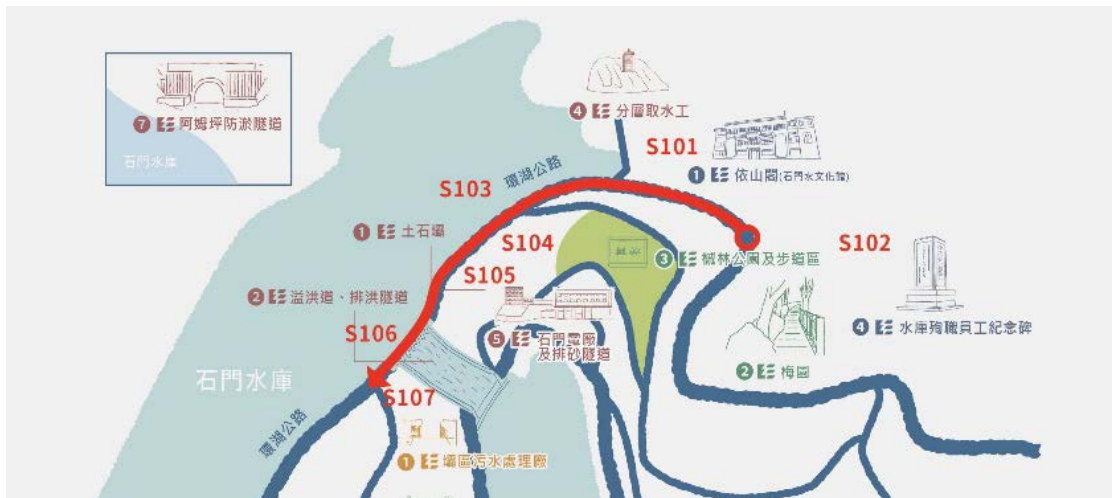 4 分層取水工
7 阿姆坪防淤隧道
石門水庫
S101
1 依山閣(石門水文化館)
環湖公路
S103
1 土石壩
S104
S102
3 槭林公園及步道區
S105
2 溢洪道、排洪隧道
4 水庫殉職員工紀念碑
S106
5 石門電廠
及排砂隧道
2 梅園
石門水庫
S107
環湖公路
1 壩區污水處理廠